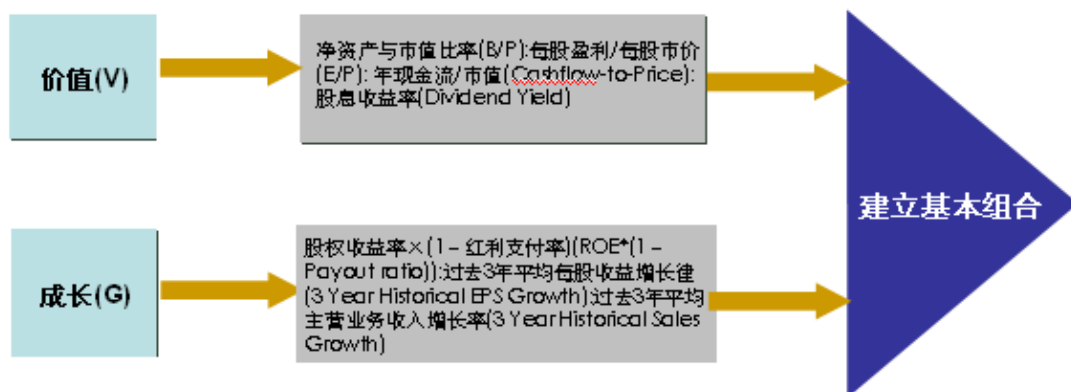 价值(V)
净资产与市值比率(B/P):每股盈利/每股市价
(E/P): 年现金流/市值(Cashflow-to-Price):
股息收益率(Dividend Yield)
成长(G)
股权收益率×(1－红利支付率)(ROE*(1－
Payout ratio)):过去3年平均每股收益增长律
(3 Year Historical EPS Growth):过去3年平均
主营业务收入增长率(3 Year Historical Sales
Growth)
建立基本组合